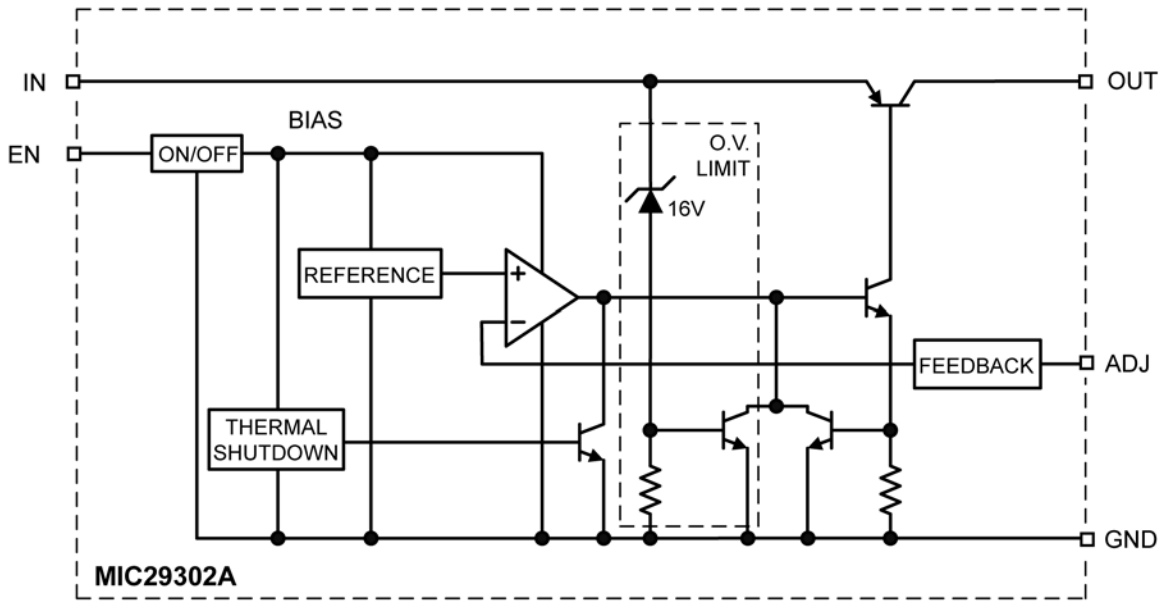 IN
OUT
EN
ON/OFF
BIAS
O.V.
LIMIT
16V
REFERENCE
+
−
FEEDBACK
ADJ
THERMAL
SHUTDOWN
GND
MIC29302A